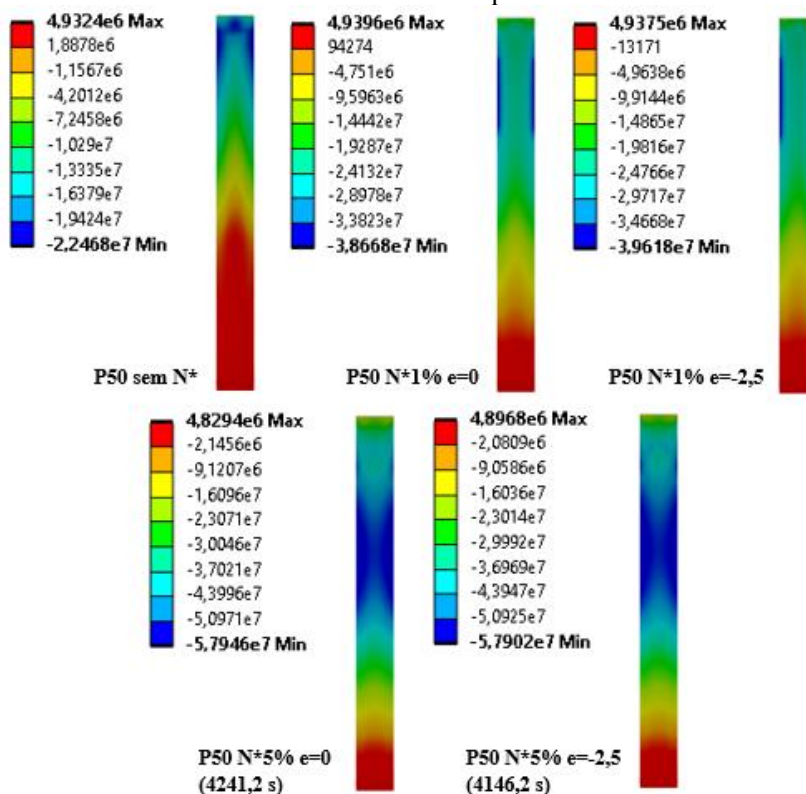 4,9324e6 Max
1,8878e6
-1,1567e6
-4,2012e6
-7,2458e6
-1,029e7
-1,3335e7
-1,6379e7
-1,9424e7
-2,2468e7 Min
P50 sem N*
4,9396e6 Max
94274
-4,751e6
-9,5963e6
-1,4442e7
-1,9287e7
-2,4132e7
-2,8978e7
-3,3823e7
-3,8668e7 Min
P50 N*1% e=0
4,9375e6 Max
-13171
-4,9638e6
-9,9144e6
-1,4865e7
-1,9816e7
-2,4766e7
-2,9717e7
-3,4668e7
-3,9618e7 Min
P50 N*1% e=-2,5
4,8294e6 Max
-2,1456e6
-9,1207e6
-1,6096e7
-2,3071e7
-3,0046e7
-3,7021e7
-4,3996e7
-5,0971e7
-5,7946e7 Min
P50 N*5% e=0
(4241,2 s)
4,8968e6 Max
-2,0809e6
-9,0586e6
-1,6036e7
-2,3014e7
-2,9992e7
-3,6969e7
-4,3947e7
-5,0925e7
-5,7902e7 Min
P50 N*5% e=-2,5
(4146,2 s)